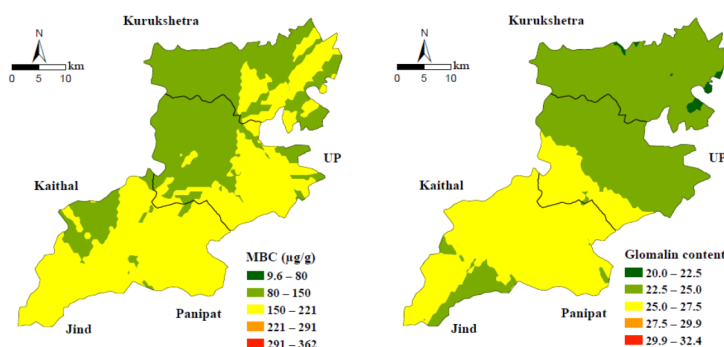 Kurukshetra
N
km
0 5 10
UP
Kaithal
MBC (µg/g)
9.6 – 80
80 – 150
150 – 221
221 – 291
291 – 362
Panipat
Jind
Kurukshetra
N
km
0 5 10
UP
Kaithal
Glomalin content
20.0 – 22.5
22.5 – 25.0
25.0 – 27.5
27.5 – 29.9
29.9 – 32.4
Panipat
Jind